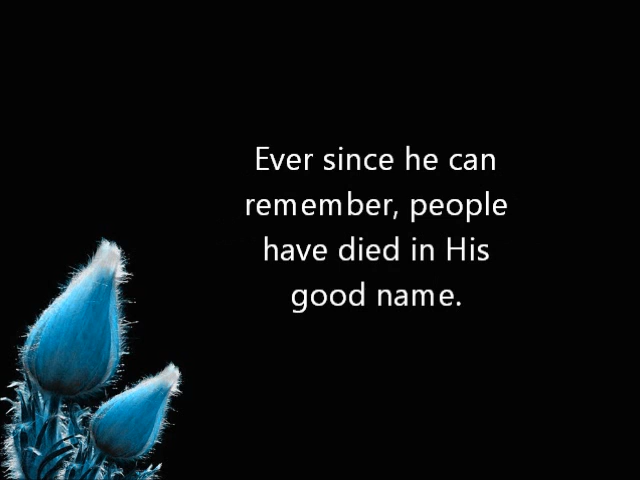 Ever since he can
remember, people
have died in His
good name.